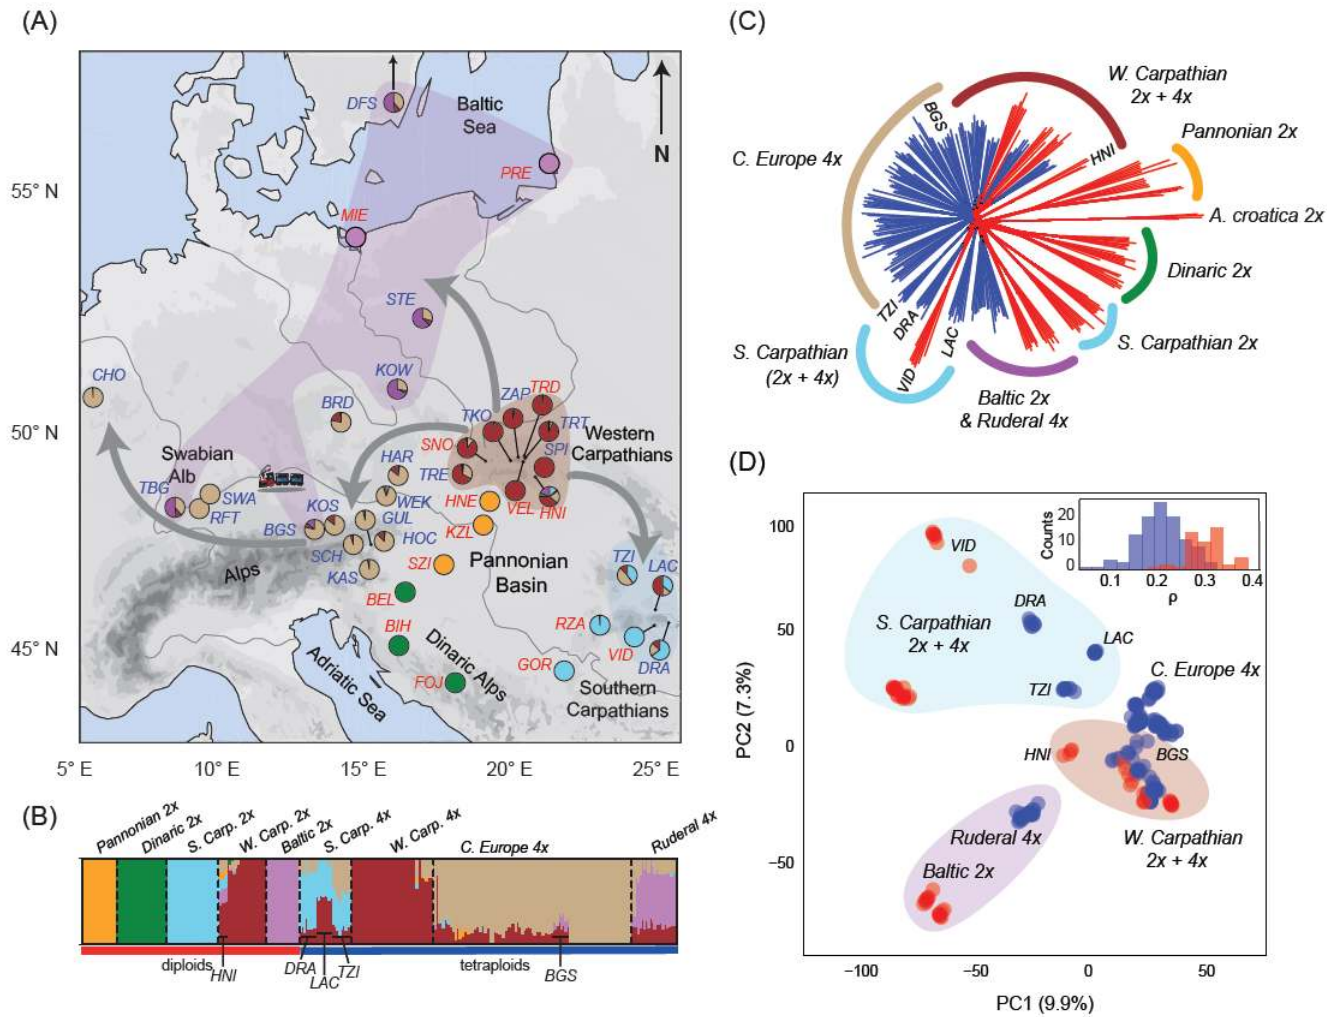 (A)
N
DFS
Baltic
Sea
PRE
55° N
MIE
STE
CHO
KOW
BRD
ZAP
TRD
TKO
TRT
50° N
SNO
SPI
Western
Carpathians
Swabian
Alb
HAR
TRE
TBG
SWA
WEK
HNE
VEL
HNI
RFT
KOS
GUL
BGS
KZL
HOC
SCH
Pannonian
Basin
TZI
LAC
SZI
KAS
Alps
BEL
RZA
BIH
VID
DRA
Dinaric Alps
GOR
45° N
Adriatic Sea
FOJ
Southern
Carpathians
5° E
10° E
15° E
20° E
25° E
(B)
Pannonian 2x
Dinaric 2x
S. Carp. 2x
W. Carp. 2x
Baltic 2x
S. Carp. 4x
W. Carp. 4x
C. Europe 4x
Ruderal 4x
diploids
HNI
DRA
LAC
TZI
tetraploids
BGS
(C)
W. Carpathian
2x + 4x
BGS
Pannonian 2x
C. Europe 4x
HNI
A. croatica 2x
Dinaric 2x
TZI
DRA
LAC
VID
S. Carpathian 2x
S. Carpathian
(2x + 4x)
Baltic 2x
& Ruderal 4x
(D)
100
50
0
−50
PC2 (7.3%)
VID
Counts
20
10
0
0.1
0.2
0.3
0.4
ρ
DRA
S. Carpathian
2x + 4x
LAC
C. Europe 4x
TZI
HNI
BGS
Ruderal 4x
W. Carpathian
2x + 4x
Baltic 2x
−100
−50
0
50
PC1 (9.9%)